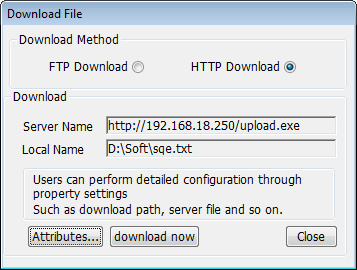 Download File
Download Method
FTP Download
HTTP Download
Download
Server Name http://192.168.18.250/upload.exe
Local Name D:\Soft\sqe.txt
Users can perform detailed configuration through
property settings
Such as download path, server file and so on.
Attributes... download now Close